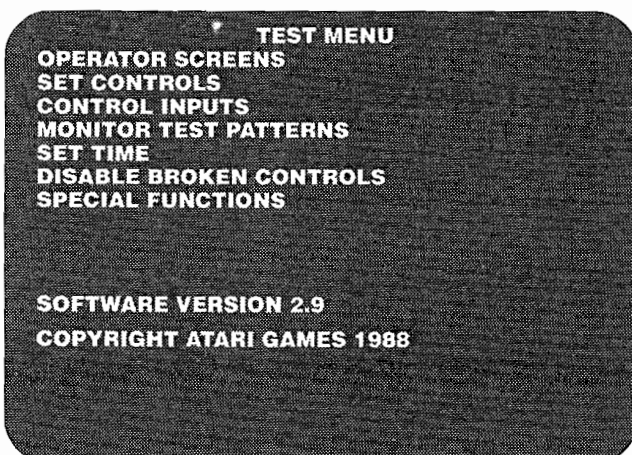 TEST MENU
OPERATOR SCREENS
SET CONTROLS
CONTROL INPUTS
MONITOR TEST PATTERNS
SET TIME
DISABLE BROKEN CONTROLS
SPECIAL FUNCTIONS
SOFTWARE VERSION 2.9
COPYRIGHT ATARI GAMES 1988